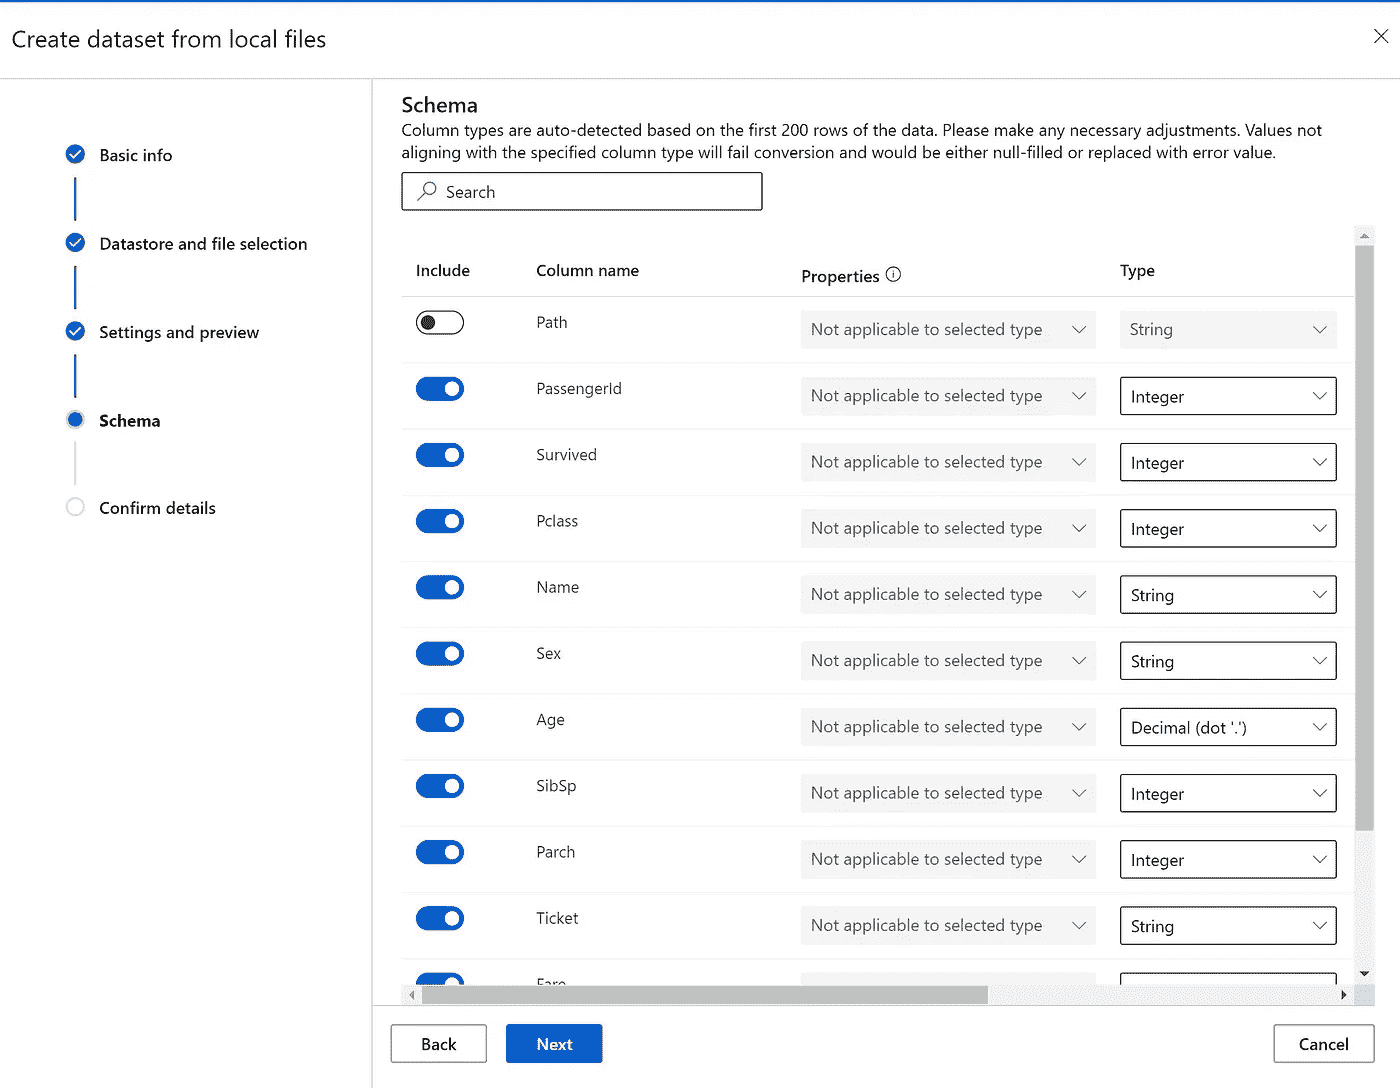 Create dataset from local files
Basic info
Datastore and file selection
Settings and preview
Schema
Confirm details
Schema
Column types are auto-detected based on the first 200 rows of the data. Please make any necessary adjustments. Values not
aligning with the specified column type will fail conversion and would be either null-filled or replaced with error value.
Search
Include Column name Properties Type
Path Not applicable to selected type String
PassengerId Not applicable to selected type Integer
Survived Not applicable to selected type Integer
Pclass Not applicable to selected type Integer
Name Not applicable to selected type String
Sex Not applicable to selected type String
Age Not applicable to selected type Decimal (dot '.')
SibSp Not applicable to selected type Integer
Parch Not applicable to selected type Integer
Ticket Not applicable to selected type String
Fare
Back Next Cancel